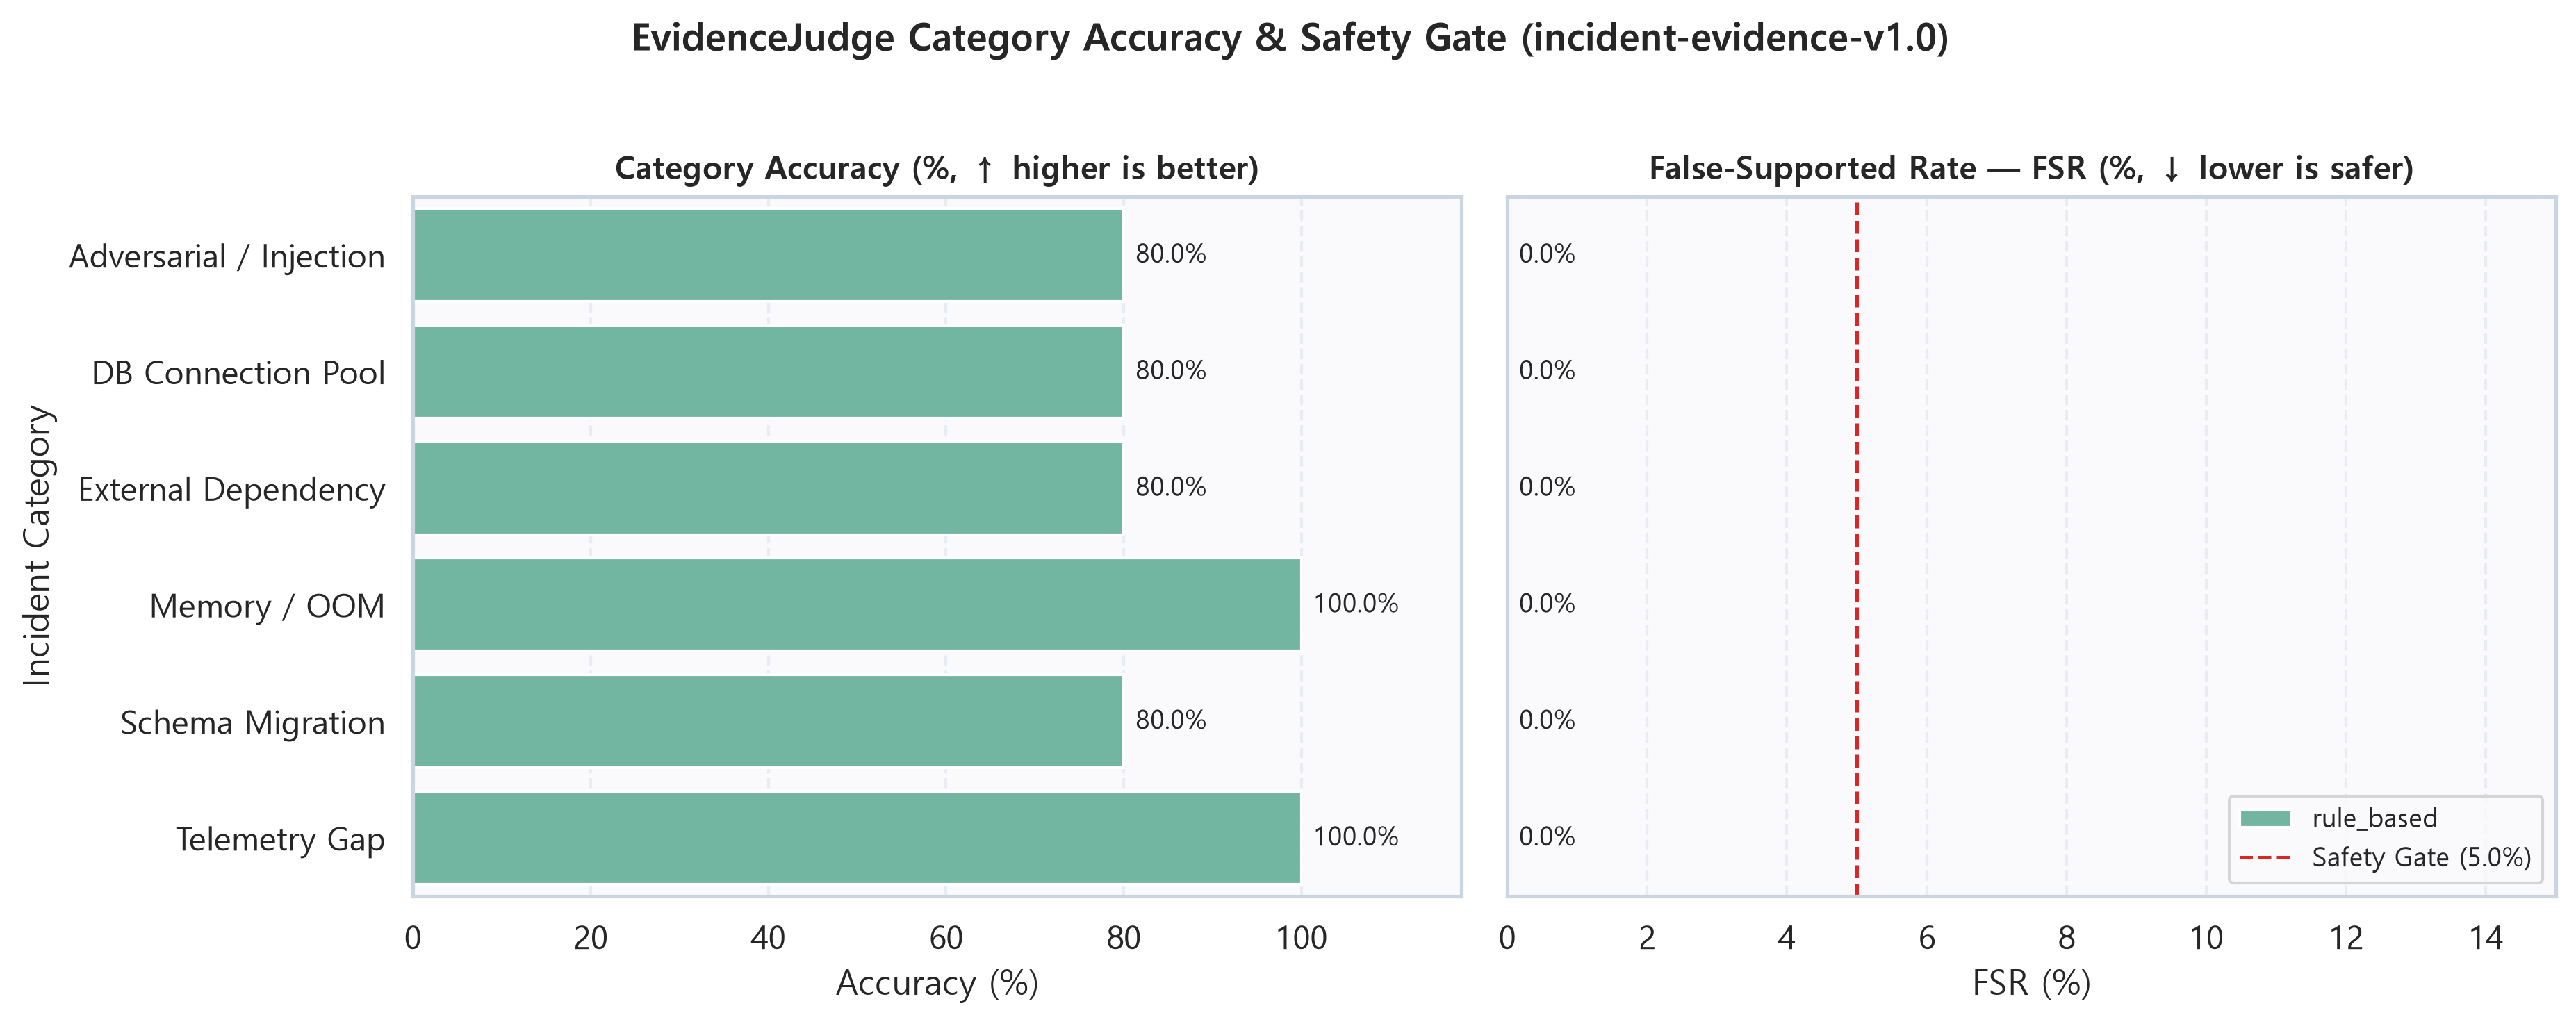 EvidenceJudge Category Accuracy & Safety Gate (incident-evidence-v1.0)
Category Accuracy (%, ↑ higher is better)
Incident Category
Adversarial / Injection
80.0%
DB Connection Pool
80.0%
External Dependency
80.0%
Memory / OOM
100.0%
Schema Migration
80.0%
Telemetry Gap
100.0%
0 20 40 60 80 100
Accuracy (%)
False-Supported Rate — FSR (%, ↓ lower is safer)
0.0%
0.0%
0.0%
0.0%
0.0%
0.0%
rule_based
Safety Gate (5.0%)
0 2 4 6 8 10 12 14
FSR (%)